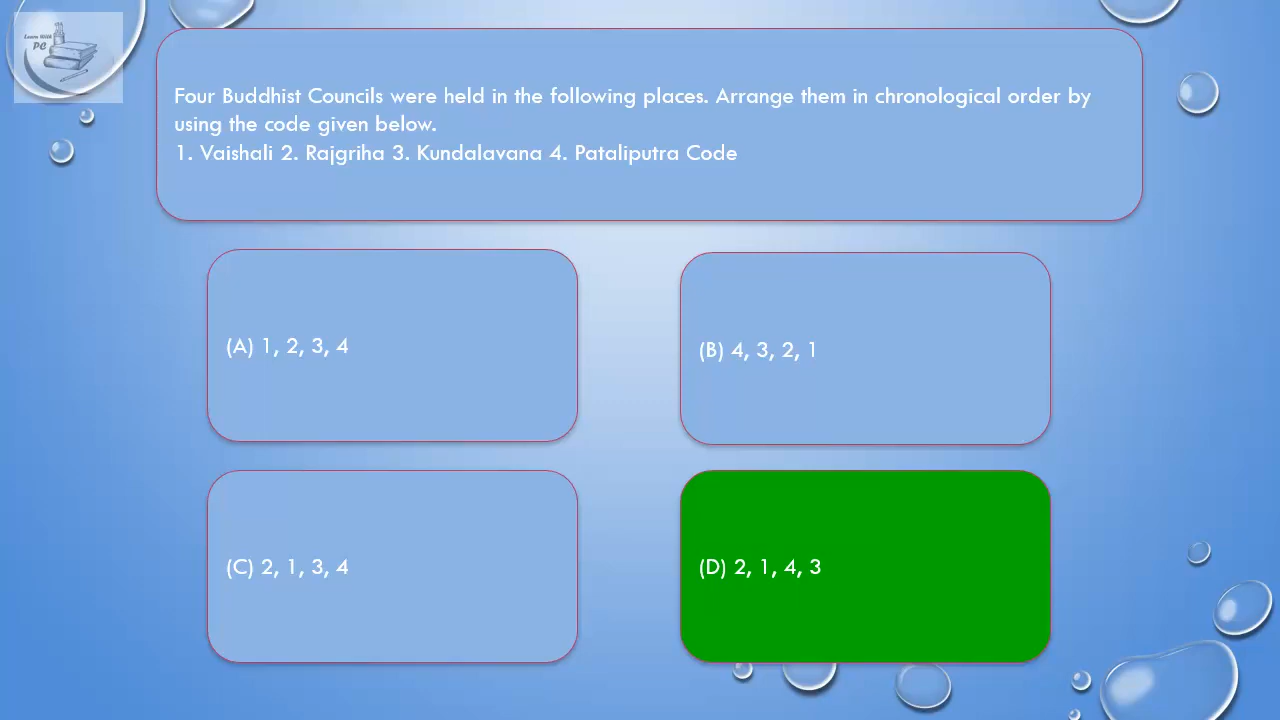 Learn With
PC
Four Buddhist Councils were held in the following places. Arrange them in chronological order by
using the code given below.
1. Vaishali 2. Rajgriha 3. Kundalavana 4. Pataliputra Code
(A) 1, 2, 3, 4
(B) 4, 3, 2, 1
(C) 2, 1, 3, 4
(D) 2, 1, 4, 3